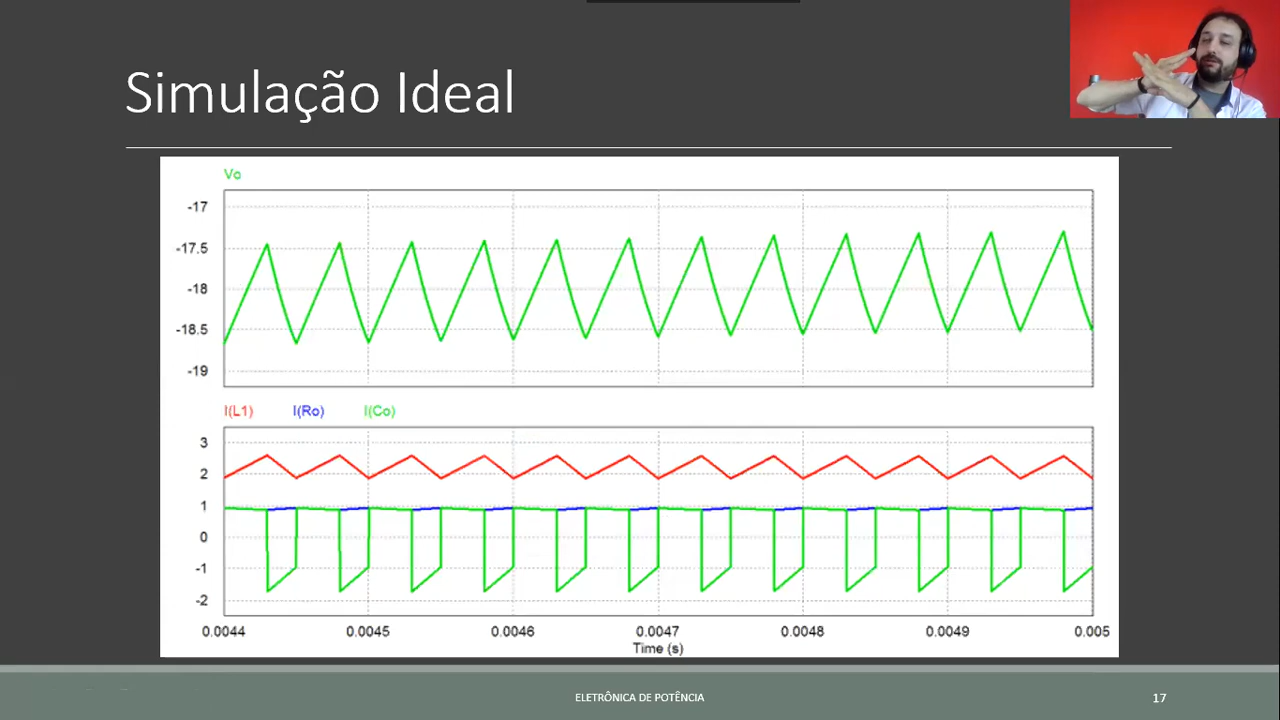 Simulação Ideal
Vo
-17
-17.5
-18
-18.5
-19
I(L1) I(Ro) I(Co)
3
2
1
0
-1
-2
0.0044 0.0045 0.0046 0.0047 0.0048 0.0049 0.005
Time (s)
ELETRÔNICA DE POTÊNCIA
17